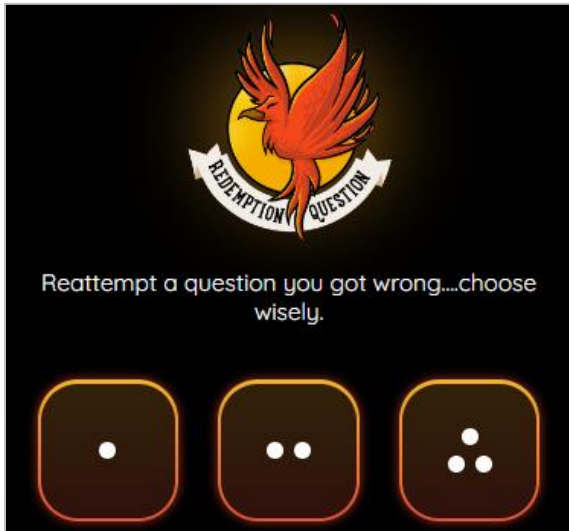 REDEMPTION QUESTION
Reattempt a question you got wrong....choose
wisely.